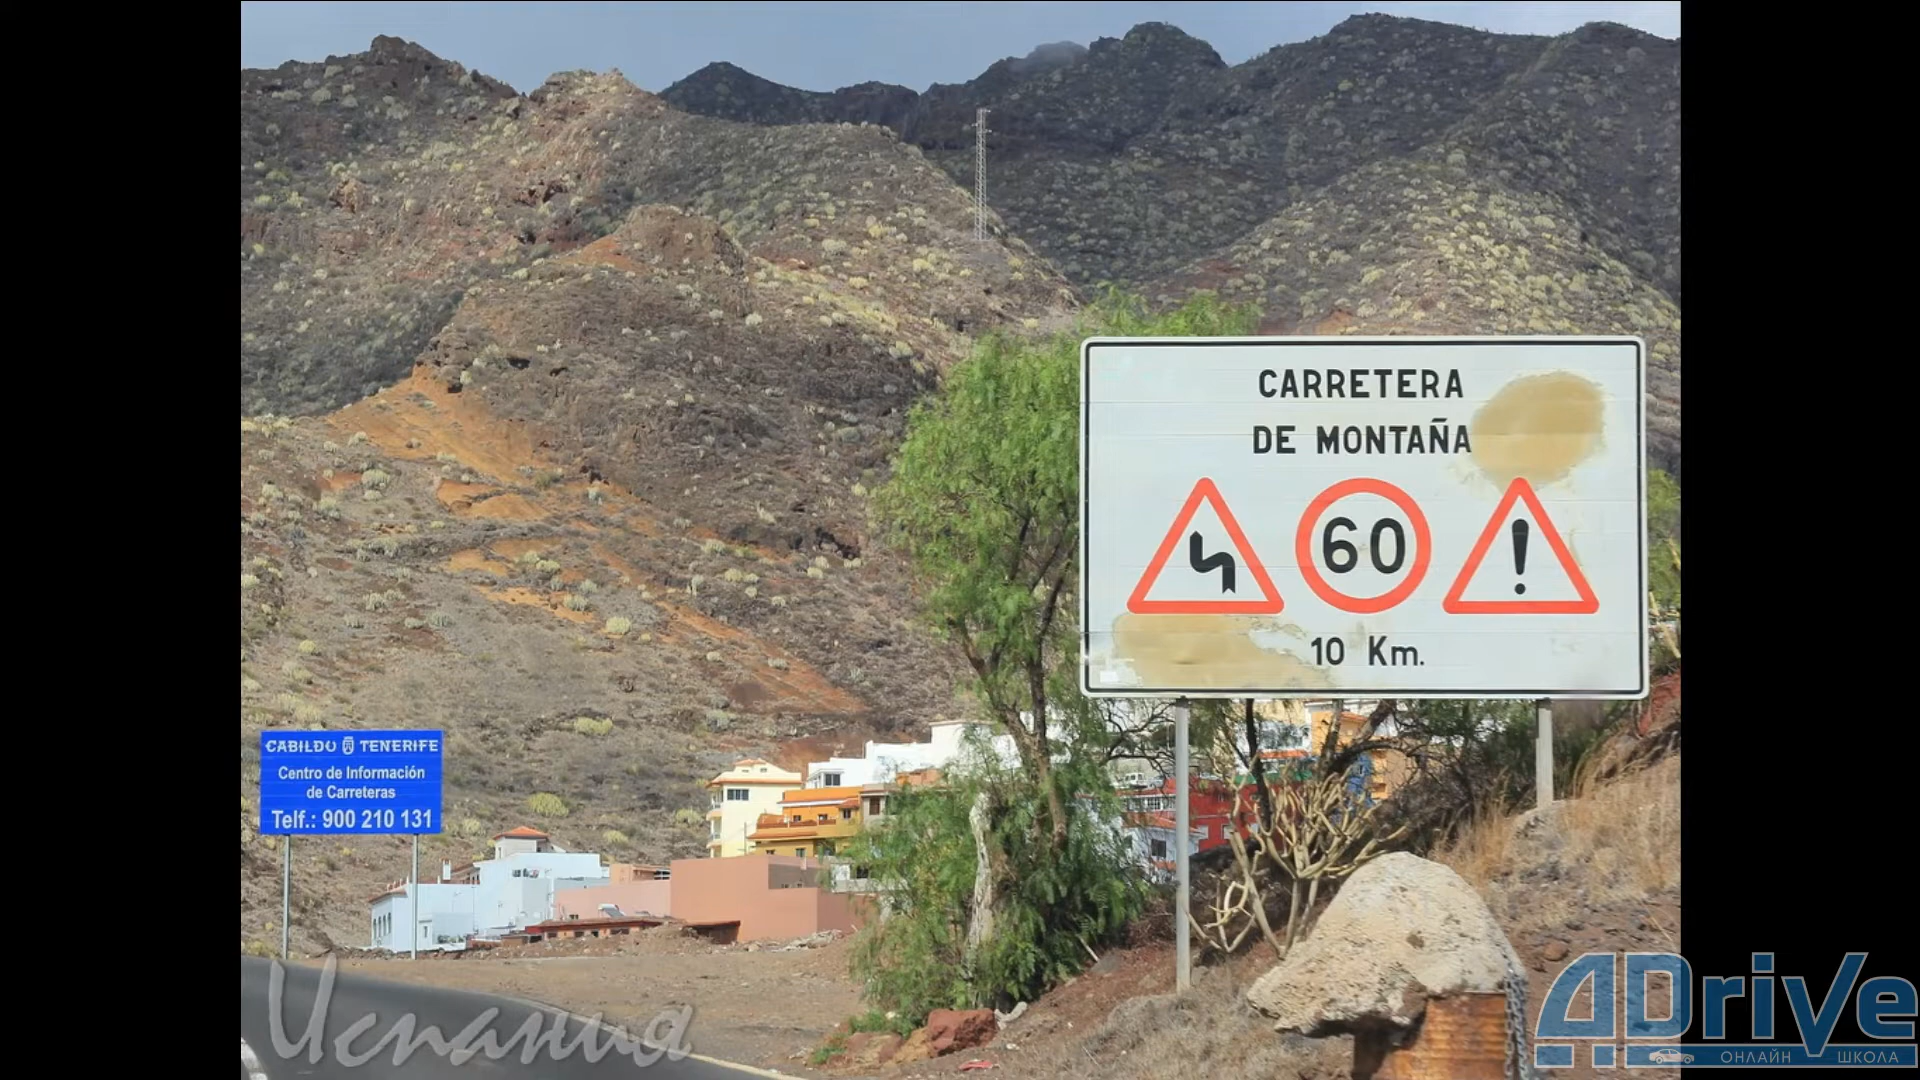 CARRETERA
DE MONTAÑA
60
!
10 Km.
CABILDO TENERIFE
Centro de Información
de Carreteras
Telf.: 900 210 131
Испания
ADrive
ОНЛАЙН ШКОЛА